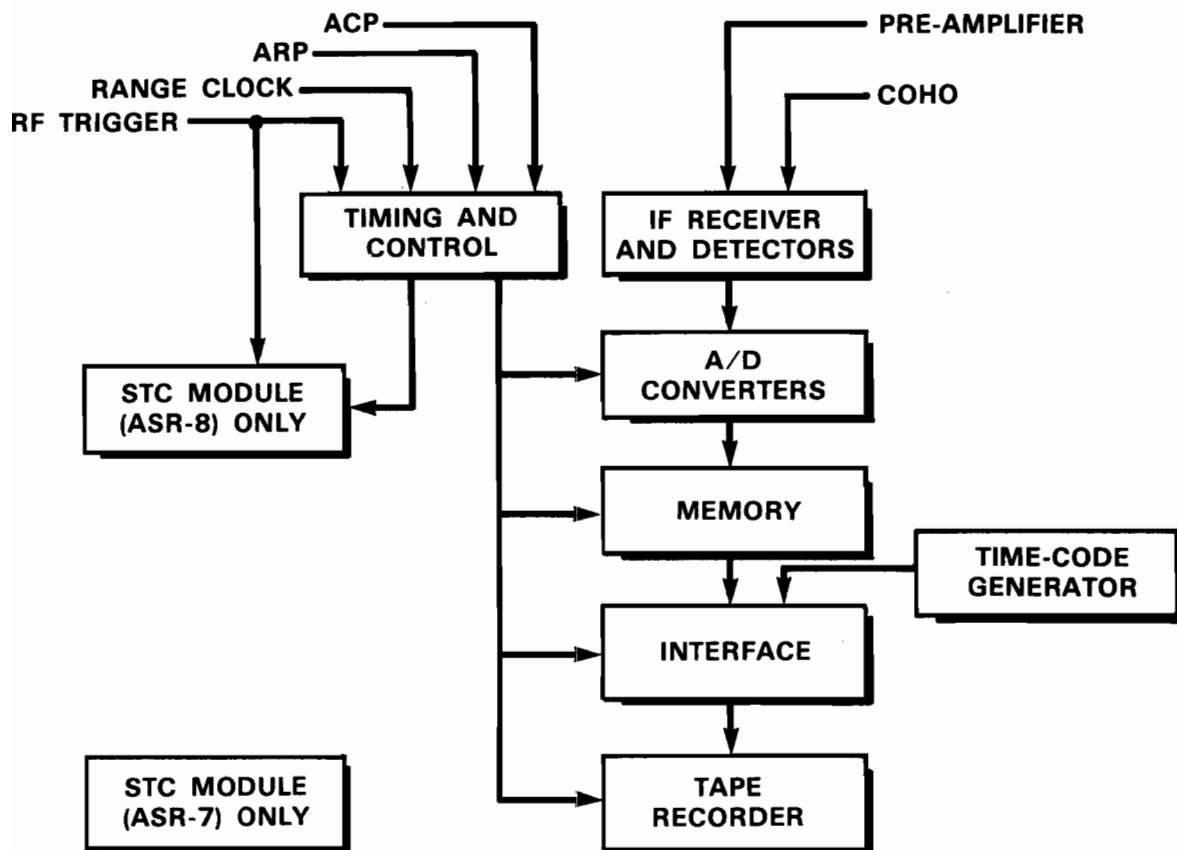 ACP
ARP
RANGE CLOCK
RF TRIGGER
PRE-AMPLIFIER
COHO
TIMING AND
CONTROL
IF RECEIVER
AND DETECTORS
STC MODULE
(ASR-8) ONLY
A/D
CONVERTERS
MEMORY
TIME-CODE
GENERATOR
INTERFACE
STC MODULE
(ASR-7) ONLY
TAPE
RECORDER